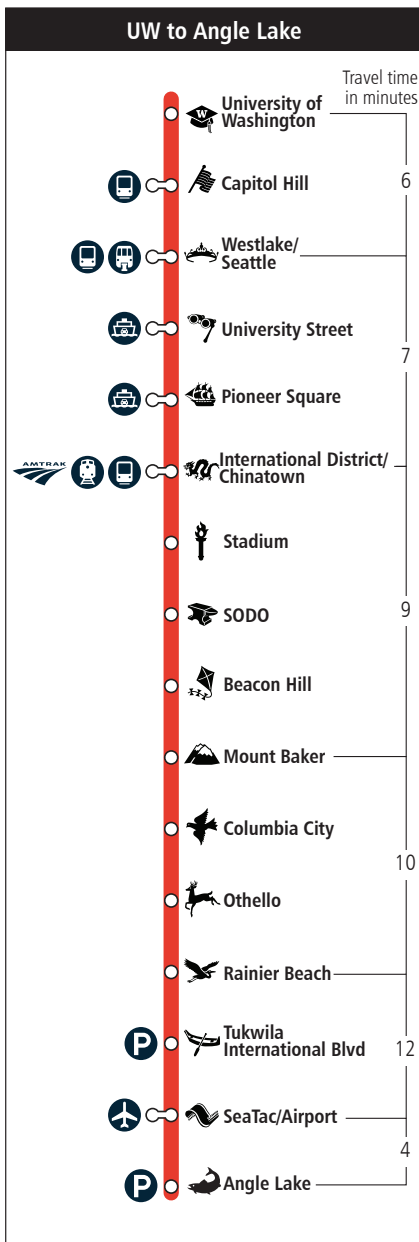 UW to Angle Lake
Travel time
in minutes
W
University of
Washington
6
Capitol Hill
Westlake/
Seattle
University Street
7
Pioneer Square
AMTRAK
International District/
Chinatown
Stadium
9
SODO
Beacon Hill
Mount Baker
Columbia City
10
Othello
Rainier Beach
P
Tukwila
International Blvd
12
SeaTac/Airport
4
P
Angle Lake